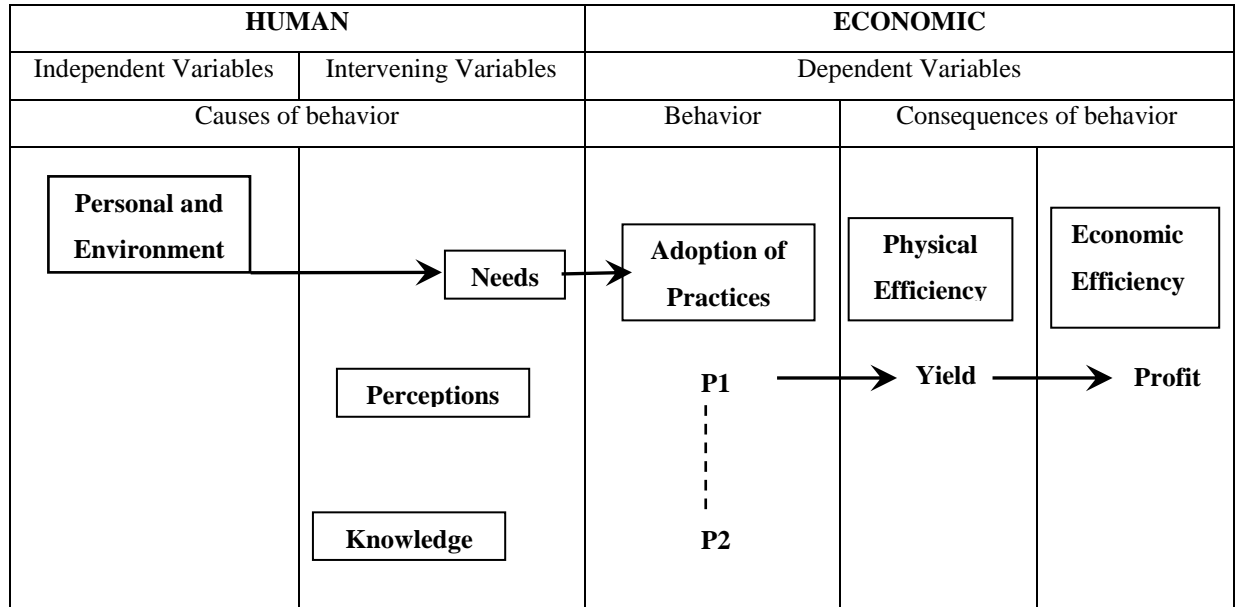 HUMAN
ECONOMIC
Independent Variables
Intervening Variables
Dependent Variables
Causes of behavior
Behavior
Consequences of behavior
Personal and
Environment
Needs
Adoption of
Practices
Physical
Efficiency
Economic
Efficiency
Perceptions
P1
Yield
Profit
Knowledge
P2